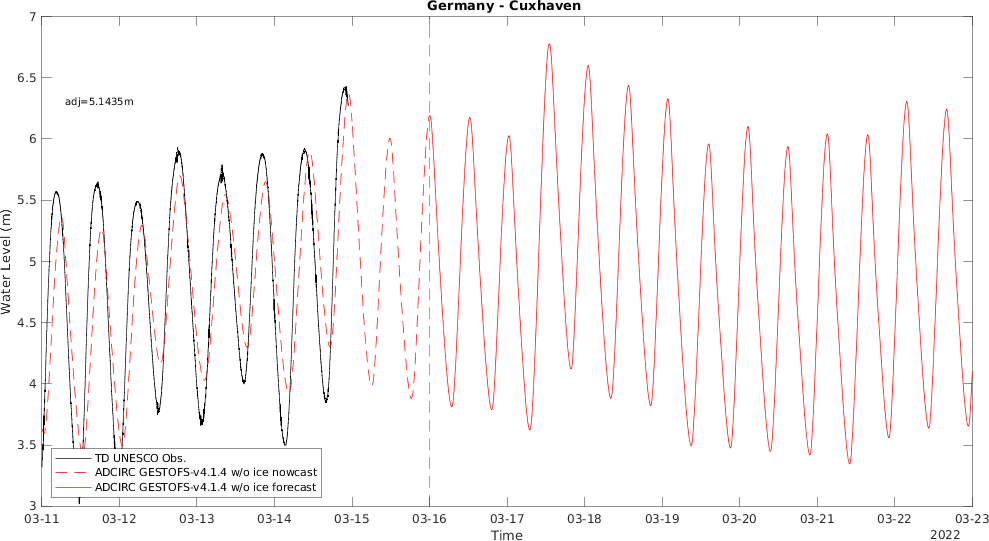 Germany - Cuxhaven
7
6.5
6
5.5
5
4.5
4
3.5
3
Water Level (m)
adj=5.1435m
TD UNESCO Obs.
ADCIRC GESTOFS-v4.1.4 w/o ice nowcast
ADCIRC GESTOFS-v4.1.4 w/o ice forecast
03-11 03-12 03-13 03-14 03-15 03-16 03-17 03-18 03-19 03-20 03-21 03-22 03-23
Time
2022